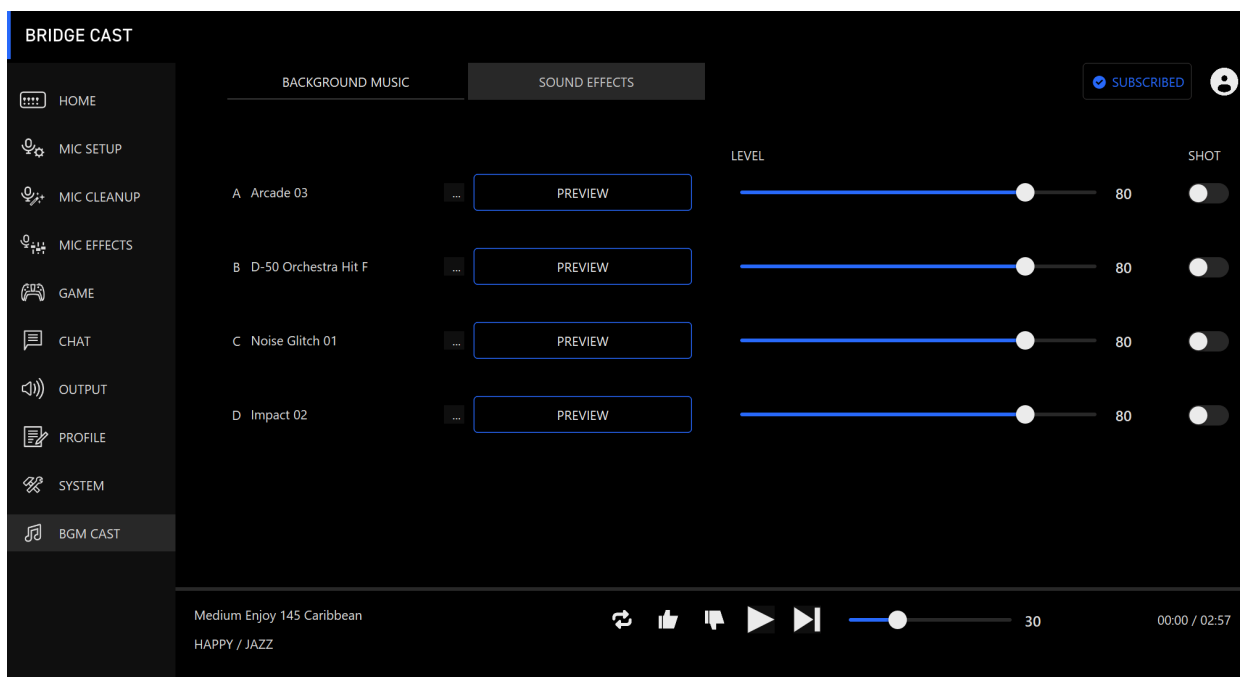 BRIDGE CAST
HOME
MIC SETUP
MIC CLEANUP
MIC EFFECTS
GAME
CHAT
OUTPUT
PROFILE
SYSTEM
BGM CAST
BACKGROUND MUSIC
SOUND EFFECTS
SUBSCRIBED
LEVEL
SHOT
A Arcade 03 ... PREVIEW 80
B D-50 Orchestra Hit F ... PREVIEW 80
C Noise Glitch 01 ... PREVIEW 80
D Impact 02 ... PREVIEW 80
Medium Enjoy 145 Caribbean
HAPPY / JAZZ
30
00:00 / 02:57